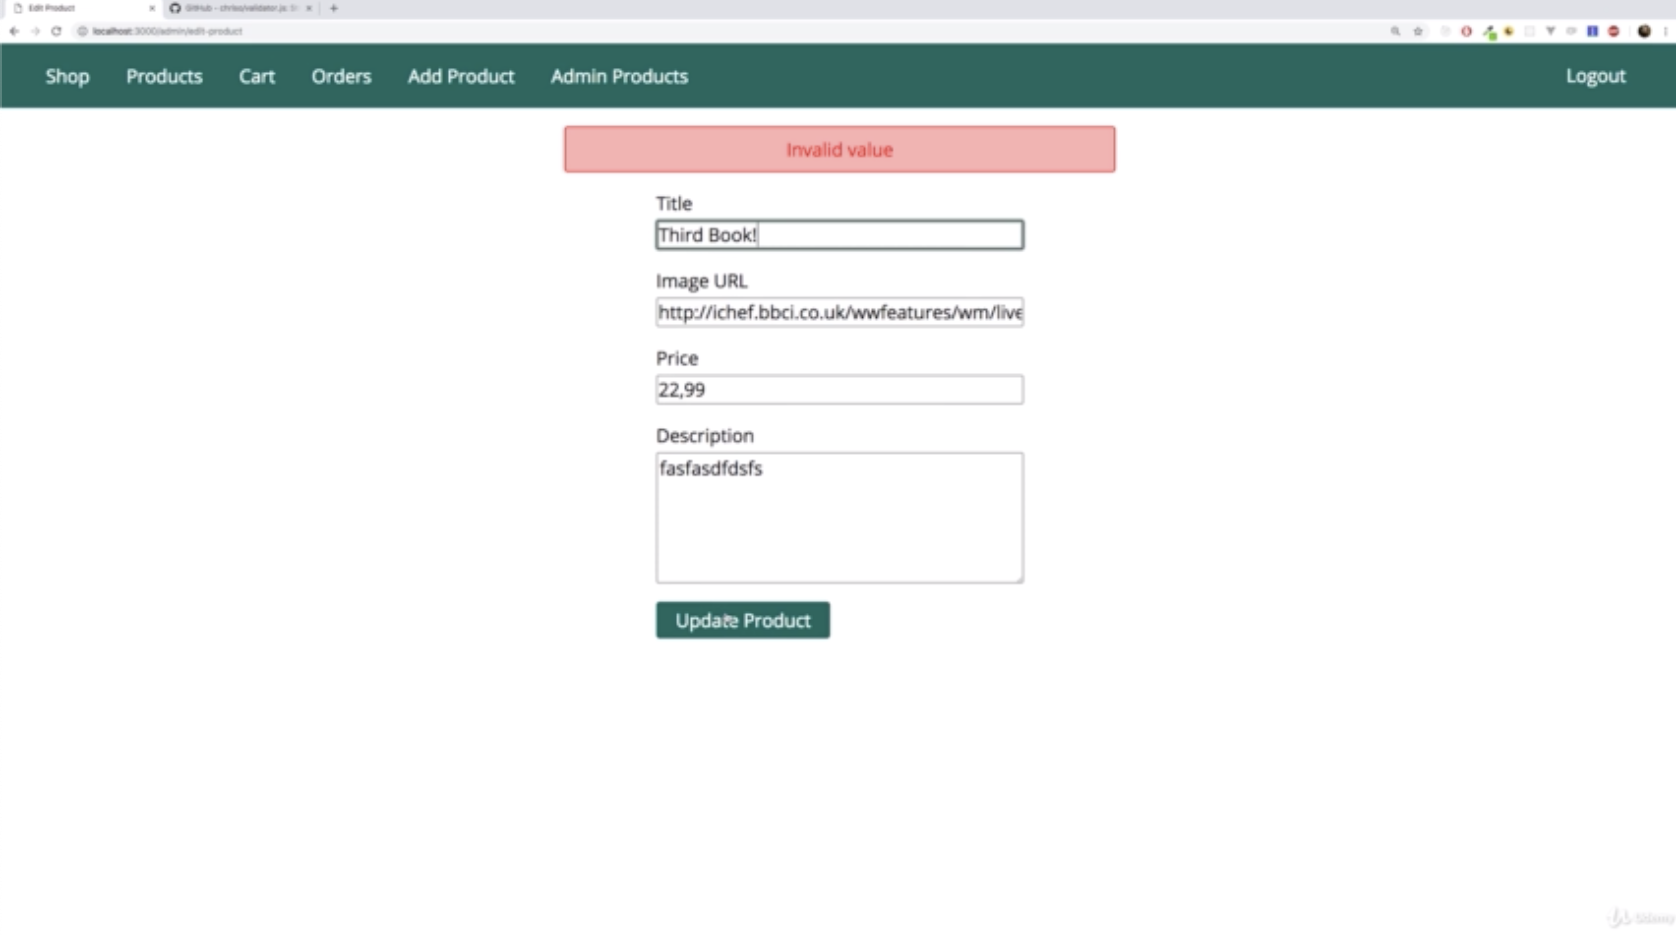 Edit Product
GitHub - chriso/validator.js: St
localhost:3000/admin/edit-product
Shop Products Cart Orders Add Product Admin Products Logout
Invalid value
Title
Third Book!
Image URL
http://ichef.bbci.co.uk/wwfeatures/wm/live
Price
22,99
Description
fasfasdfdsfs
Update Product
Udemy